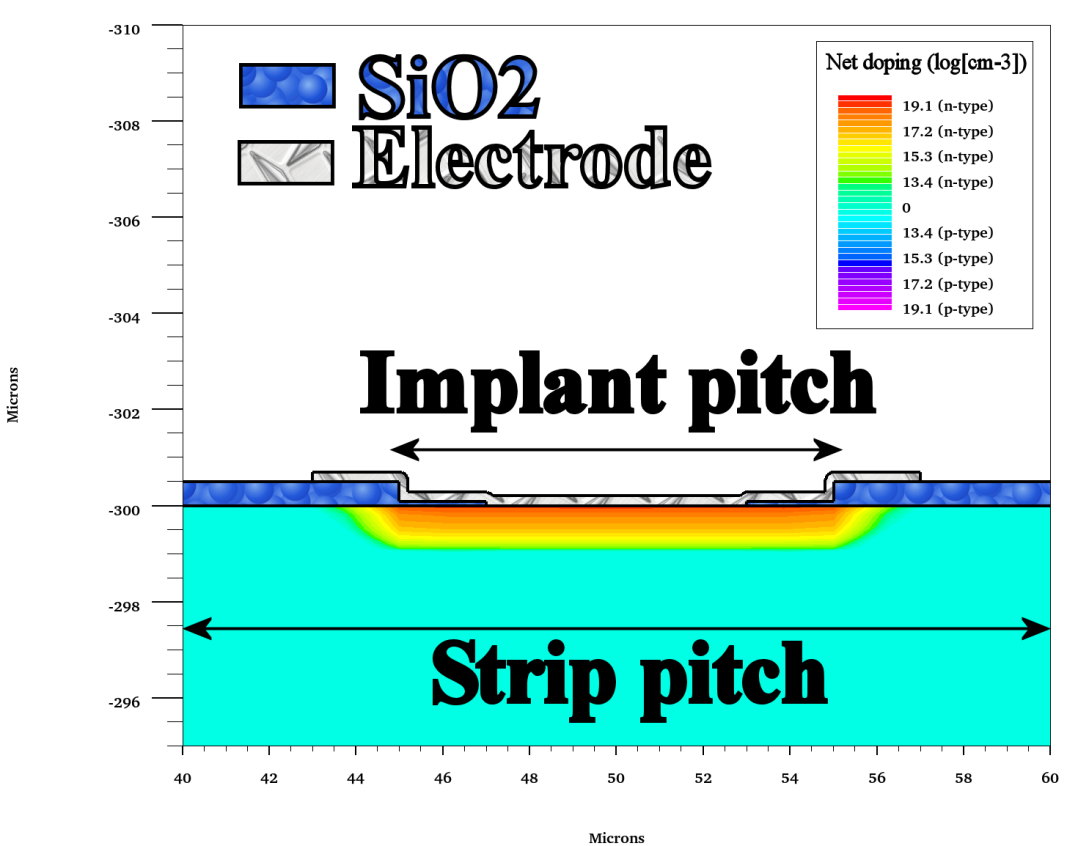 -310
SiO2
Net doping (log[cm-3])
19.1 (n-type)
17.2 (n-type)
15.3 (n-type)
13.4 (n-type)
0
13.4 (p-type)
15.3 (p-type)
17.2 (p-type)
19.1 (p-type)
-308
Electrode
-306
-304
Microns
Implant pitch
-302
-300
-298
Strip pitch
-296
40 42 44 46 48 50 52 54 56 58 60
Microns